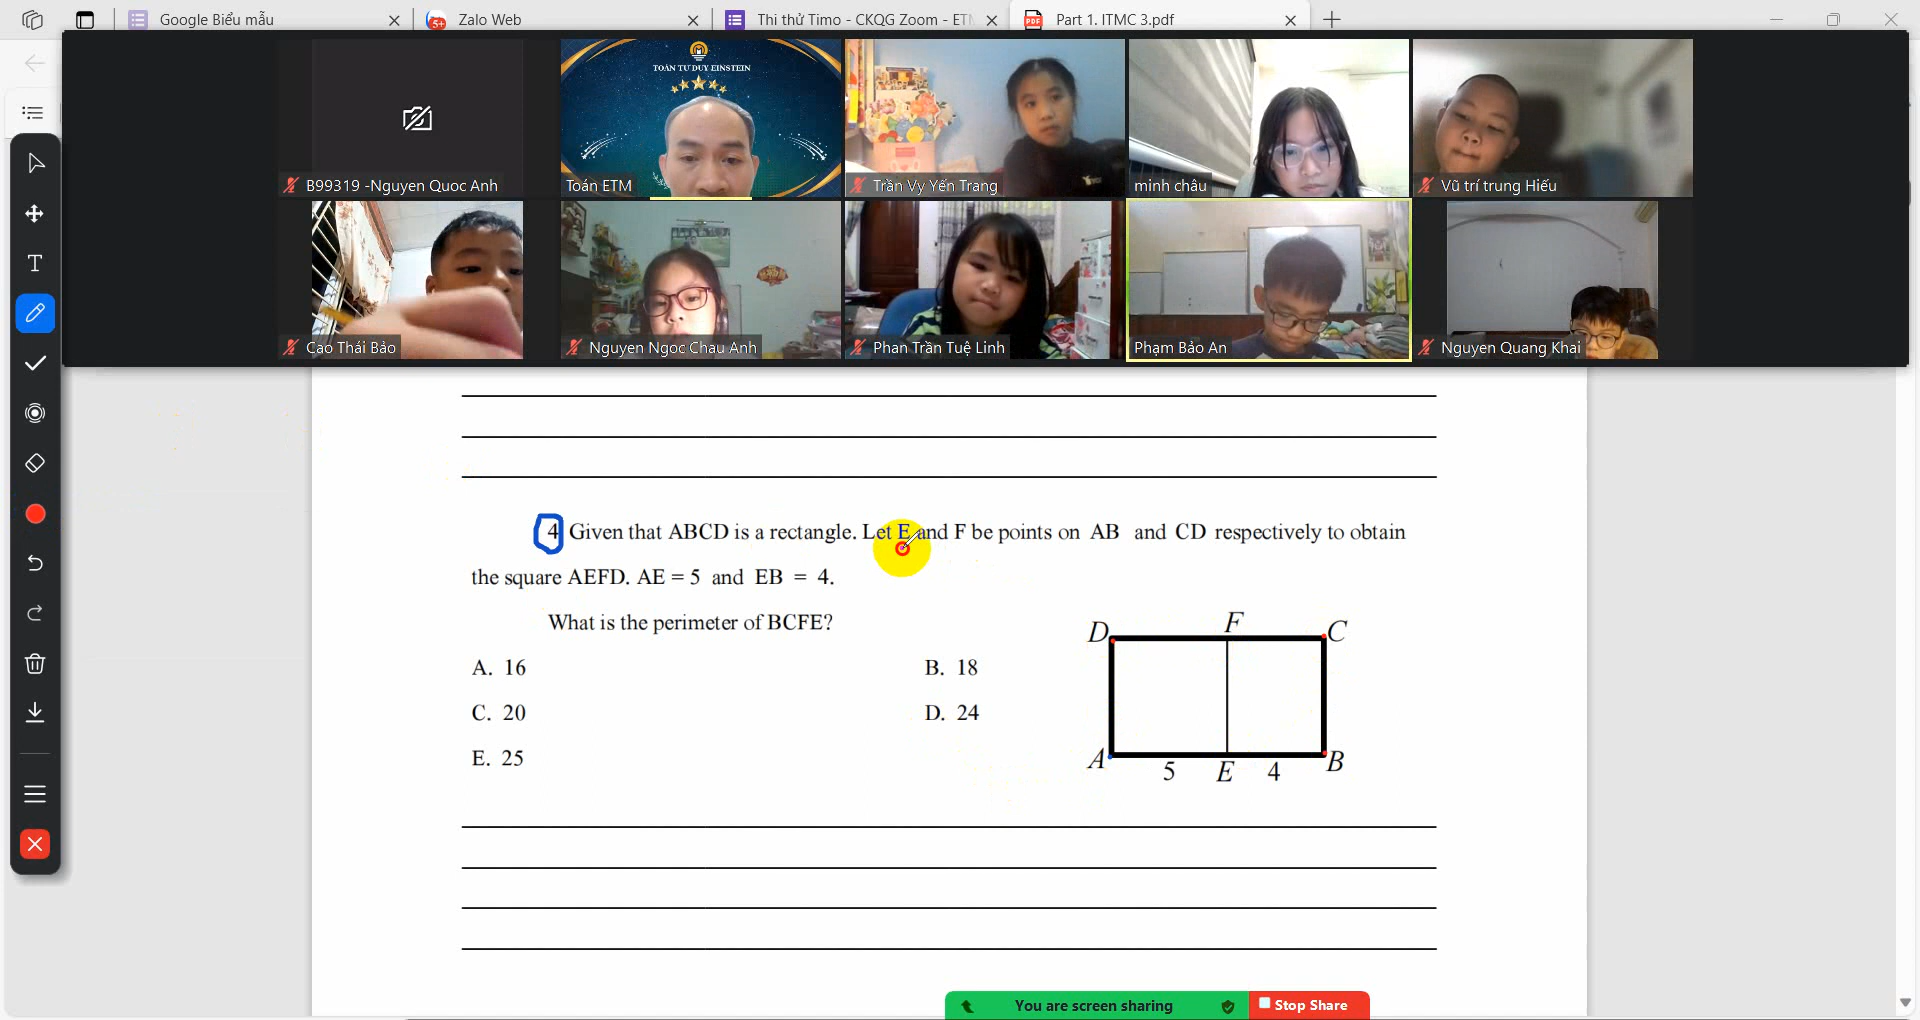 Google Biểu mẫu
5+ Zalo Web
Thi thử Timo - CKQG Zoom - ETM
PDF Part 1. ITMC 3.pdf
TOÁN TƯ DUY EINSTEIN
B99319 -Nguyen Quoc Anh
Toán ETM
Trần Vy Yến Trang
minh châu
Vũ trí trung Hiếu
Cao Thái Bảo
Nguyen Ngoc Chau Anh
Phan Trần Tuệ Linh
Phạm Bảo An
Nguyen Quang Khai
T
4 Given that ABCD is a rectangle. Let E and F be points on AB and CD respectively to obtain
the square AEFD. AE = 5 and EB = 4.
What is the perimeter of BCFE?
A. 16
B. 18
C. 20
D. 24
E. 25
D F C
A 5 E 4 B
You are screen sharing
Stop Share